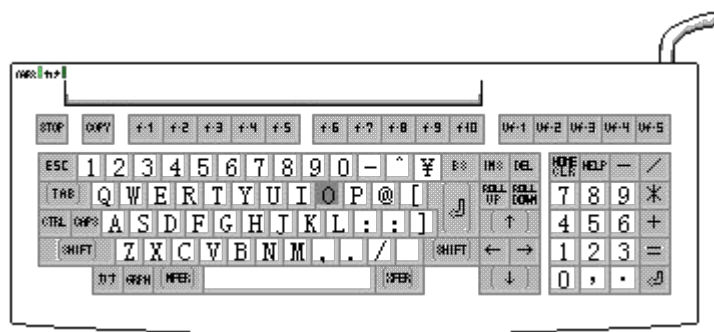 CAPS カナ
STOP COPY f·1 f·2 f·3 f·4 f·5 f·6 f·7 f·8 f·9 f·10 Vf·1 Vf·2 Vf·3 Vf·4 Vf·5
ESC 1 2 3 4 5 6 7 8 9 0 - ^ ¥ BS INS DEL HOME CLR HELP - /
TAB Q W E R T Y U I O P @ [ ROLL UP ROLL DOWN 7 8 9 *
CTRL CAPS A S D F G H J K L : : ] ↑ 4 5 6 +
SHIFT Z X C V B N M , . / SHIFT ← → 1 2 3 =
カナ GRPH NFER XFER ↓ 0 , .